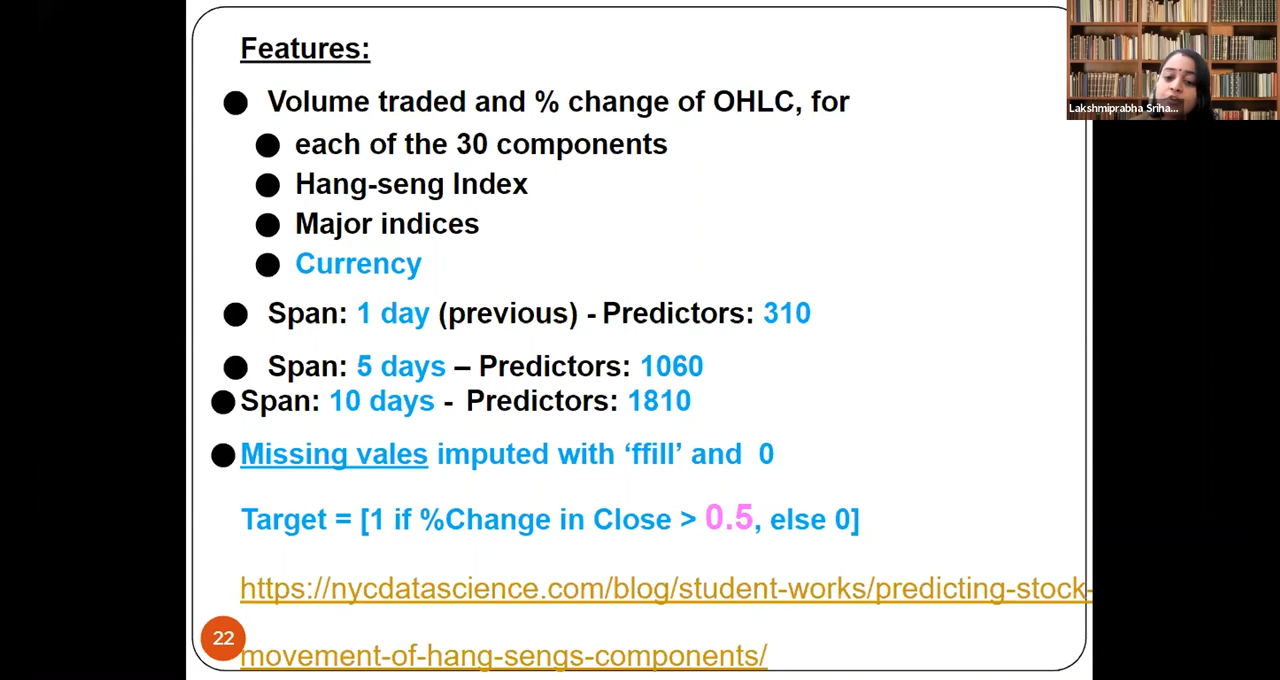 Features:
Lakshmiprabha Sriha...
● Volume traded and % change of OHLC, for
● each of the 30 components
● Hang-seng Index
● Major indices
● Currency
● Span: 1 day (previous) - Predictors: 310
● Span: 5 days – Predictors: 1060
● Span: 10 days - Predictors: 1810
● Missing vales imputed with ‘ffill’ and 0
Target = [1 if %Change in Close > 0.5, else 0]
https://nycdatascience.com/blog/student-works/predicting-stock-
22
movement-of-hang-sengs-components/